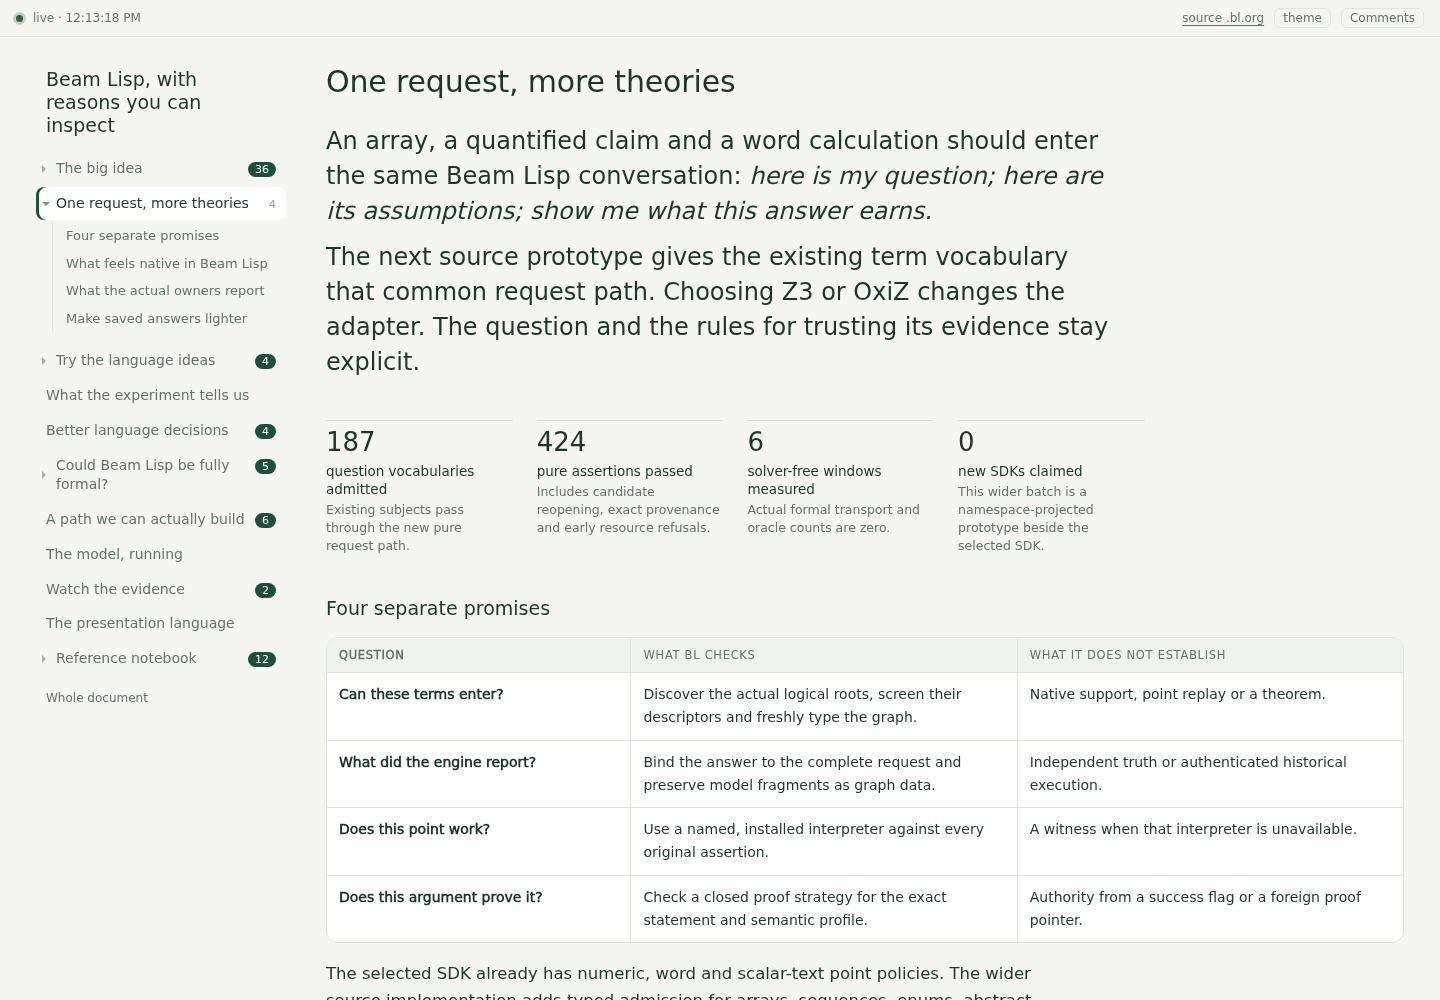 live · 12:13:18 PM
source .bl.org
theme
Comments
Beam Lisp, with
reasons you can
inspect
The big idea 36
One request, more theories 4
Four separate promises
What feels native in Beam Lisp
What the actual owners report
Make saved answers lighter
Try the language ideas 4
What the experiment tells us
Better language decisions 4
Could Beam Lisp be fully 5
formal?
A path we can actually build 6
The model, running
Watch the evidence 2
The presentation language
Reference notebook 12
Whole document
One request, more theories
An array, a quantified claim and a word calculation should enter
the same Beam Lisp conversation: here is my question; here are
its assumptions; show me what this answer earns.
The next source prototype gives the existing term vocabulary
that common request path. Choosing Z3 or OxiZ changes the
adapter. The question and the rules for trusting its evidence stay
explicit.
187
question vocabularies
admitted
Existing subjects pass
through the new pure
request path.
424
pure assertions passed
Includes candidate
reopening, exact provenance
and early resource refusals.
6
solver-free windows
measured
Actual formal transport and
oracle counts are zero.
0
new SDKs claimed
This wider batch is a
namespace-projected
prototype beside the
selected SDK.
Four separate promises
QUESTION
WHAT BL CHECKS
WHAT IT DOES NOT ESTABLISH
Can these terms enter?
Discover the actual logical roots, screen their
descriptors and freshly type the graph.
Native support, point replay or a theorem.
What did the engine report?
Bind the answer to the complete request and
preserve model fragments as graph data.
Independent truth or authenticated historical
execution.
Does this point work?
Use a named, installed interpreter against every
original assertion.
A witness when that interpreter is unavailable.
Does this argument prove it?
Check a closed proof strategy for the exact
statement and semantic profile.
Authority from a success flag or a foreign proof
pointer.
The selected SDK already has numeric, word and scalar-text point policies. The wider
source implementation adds typed admission for arrays, sequences, enums, abstract